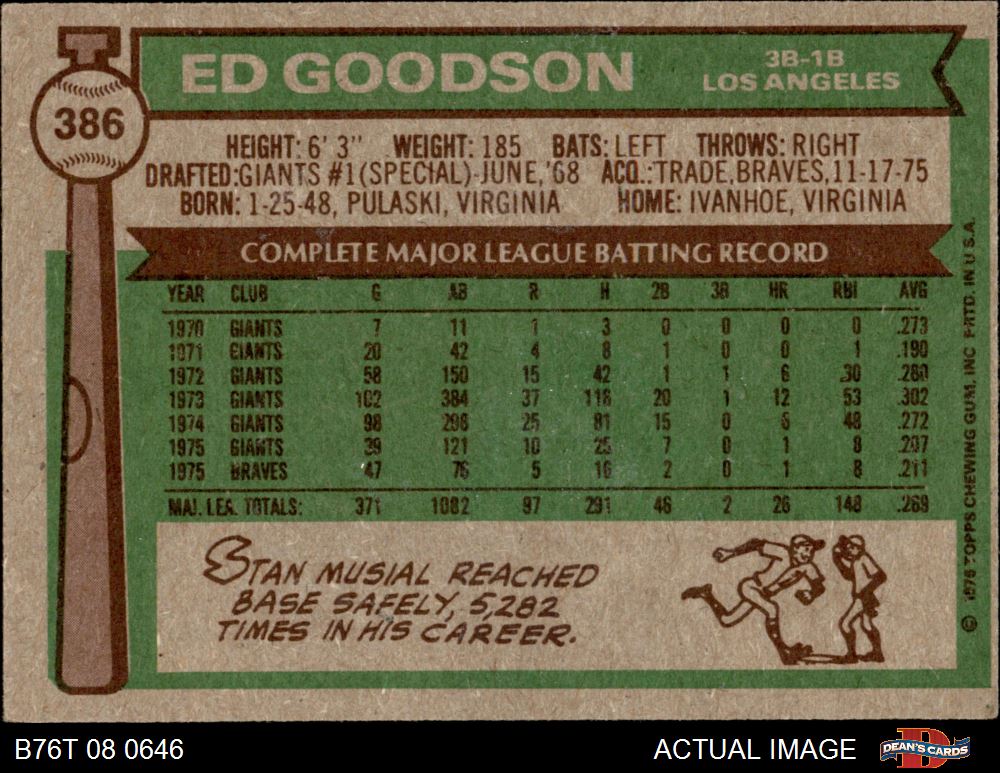 386
ED GOODSON
3B-1B
LOS ANGELES
HEIGHT: 6' 3" WEIGHT: 185 BATS: LEFT THROWS: RIGHT
DRAFTED: GIANTS #1 (SPECIAL)-JUNE, '68 ACQ.: TRADE, BRAVES, 11-17-75
BORN: 1-25-48, PULASKI, VIRGINIA HOME: IVANHOE, VIRGINIA
COMPLETE MAJOR LEAGUE BATTING RECORD
YEAR CLUB G AB R H 2B 3B HR RBI AVG
1970 GIANTS 7 11 1 3 0 0 0 0 .273
1971 GIANTS 20 42 4 8 1 0 0 1 .190
1972 GIANTS 58 150 15 42 1 1 6 30 .280
1973 GIANTS 102 384 37 116 20 1 12 53 .302
1974 GIANTS 98 298 25 81 15 0 6 48 .272
1975 GIANTS 39 121 10 25 7 0 1 8 .207
1975 BRAVES 47 76 5 16 2 0 1 8 .211
MAJ. LEA. TOTALS: 371 1082 97 291 46 2 26 148 .269
STAN MUSIAL REACHED
BASE SAFELY, 5,282
TIMES IN HIS CAREER.
© 1976 TOPPS CHEWING GUM, INC PRTD. IN U.S.A.
B76T 08 0646
ACTUAL IMAGE
DEAN'S CARDS